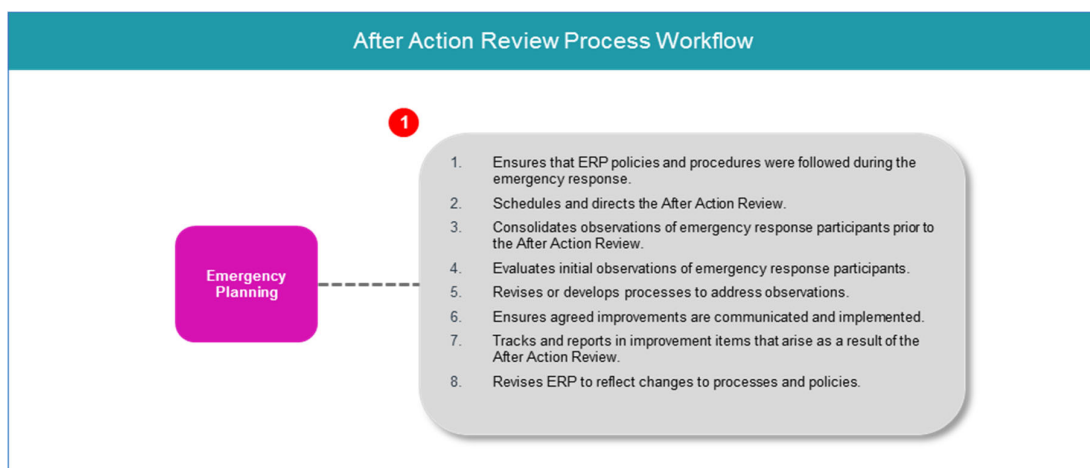 After Action Review Process Workflow
1
Emergency
Planning
1. Ensures that ERP policies and procedures were followed during the
emergency response.
2. Schedules and directs the After Action Review.
3. Consolidates observations of emergency response participants prior to
the After Action Review.
4. Evaluates initial observations of emergency response participants.
5. Revises or develops processes to address observations.
6. Ensures agreed improvements are communicated and implemented.
7. Tracks and reports in improvement items that arise as a result of the
After Action Review.
8. Revises ERP to reflect changes to processes and policies.